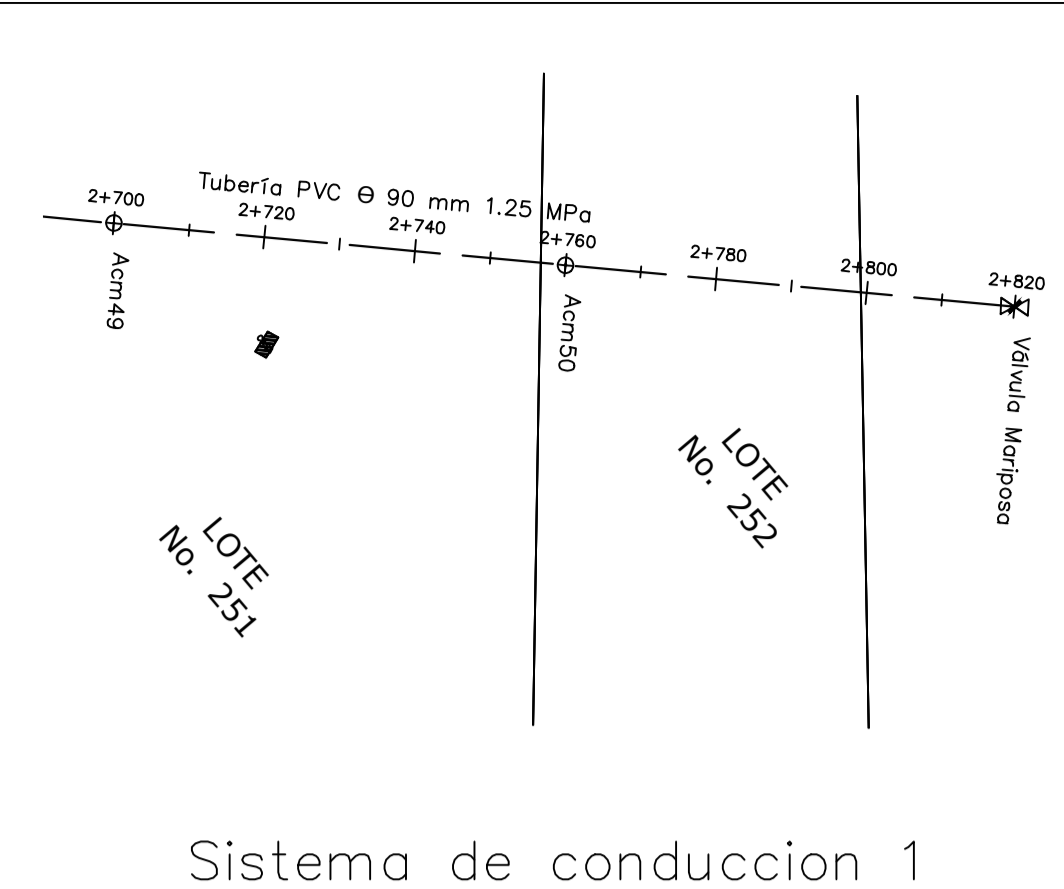 Tubería PVC Ɵ 90 mm 1.25 MPa
2+700
2+720
2+740
2+760
2+780
2+800
2+820
Acm49
Acm50
Válvula Mariposa
LOTE
No. 252
LOTE
No. 251
Sistema de conduccion 1